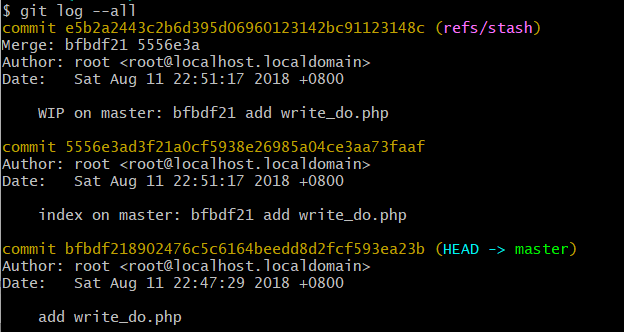 $ git log --all
commit e5b2a2443c2b6d395d06960123142bc91123148c (refs/stash)
Merge: bfbdf21 5556e3a
Author: root <root@localhost.localdomain>
Date:   Sat Aug 11 22:51:17 2018 +0800
    WIP on master: bfbdf21 add write_do.php
commit 5556e3ad3f21a0cf5938e26985a04ce3aa73faaf
Author: root <root@localhost.localdomain>
Date:   Sat Aug 11 22:51:17 2018 +0800
    index on master: bfbdf21 add write_do.php
commit bfbdf218902476c5c6164beedd8d2fcf593ea23b (HEAD -> master)
Author: root <root@localhost.localdomain>
Date:   Sat Aug 11 22:47:29 2018 +0800
    add write_do.php